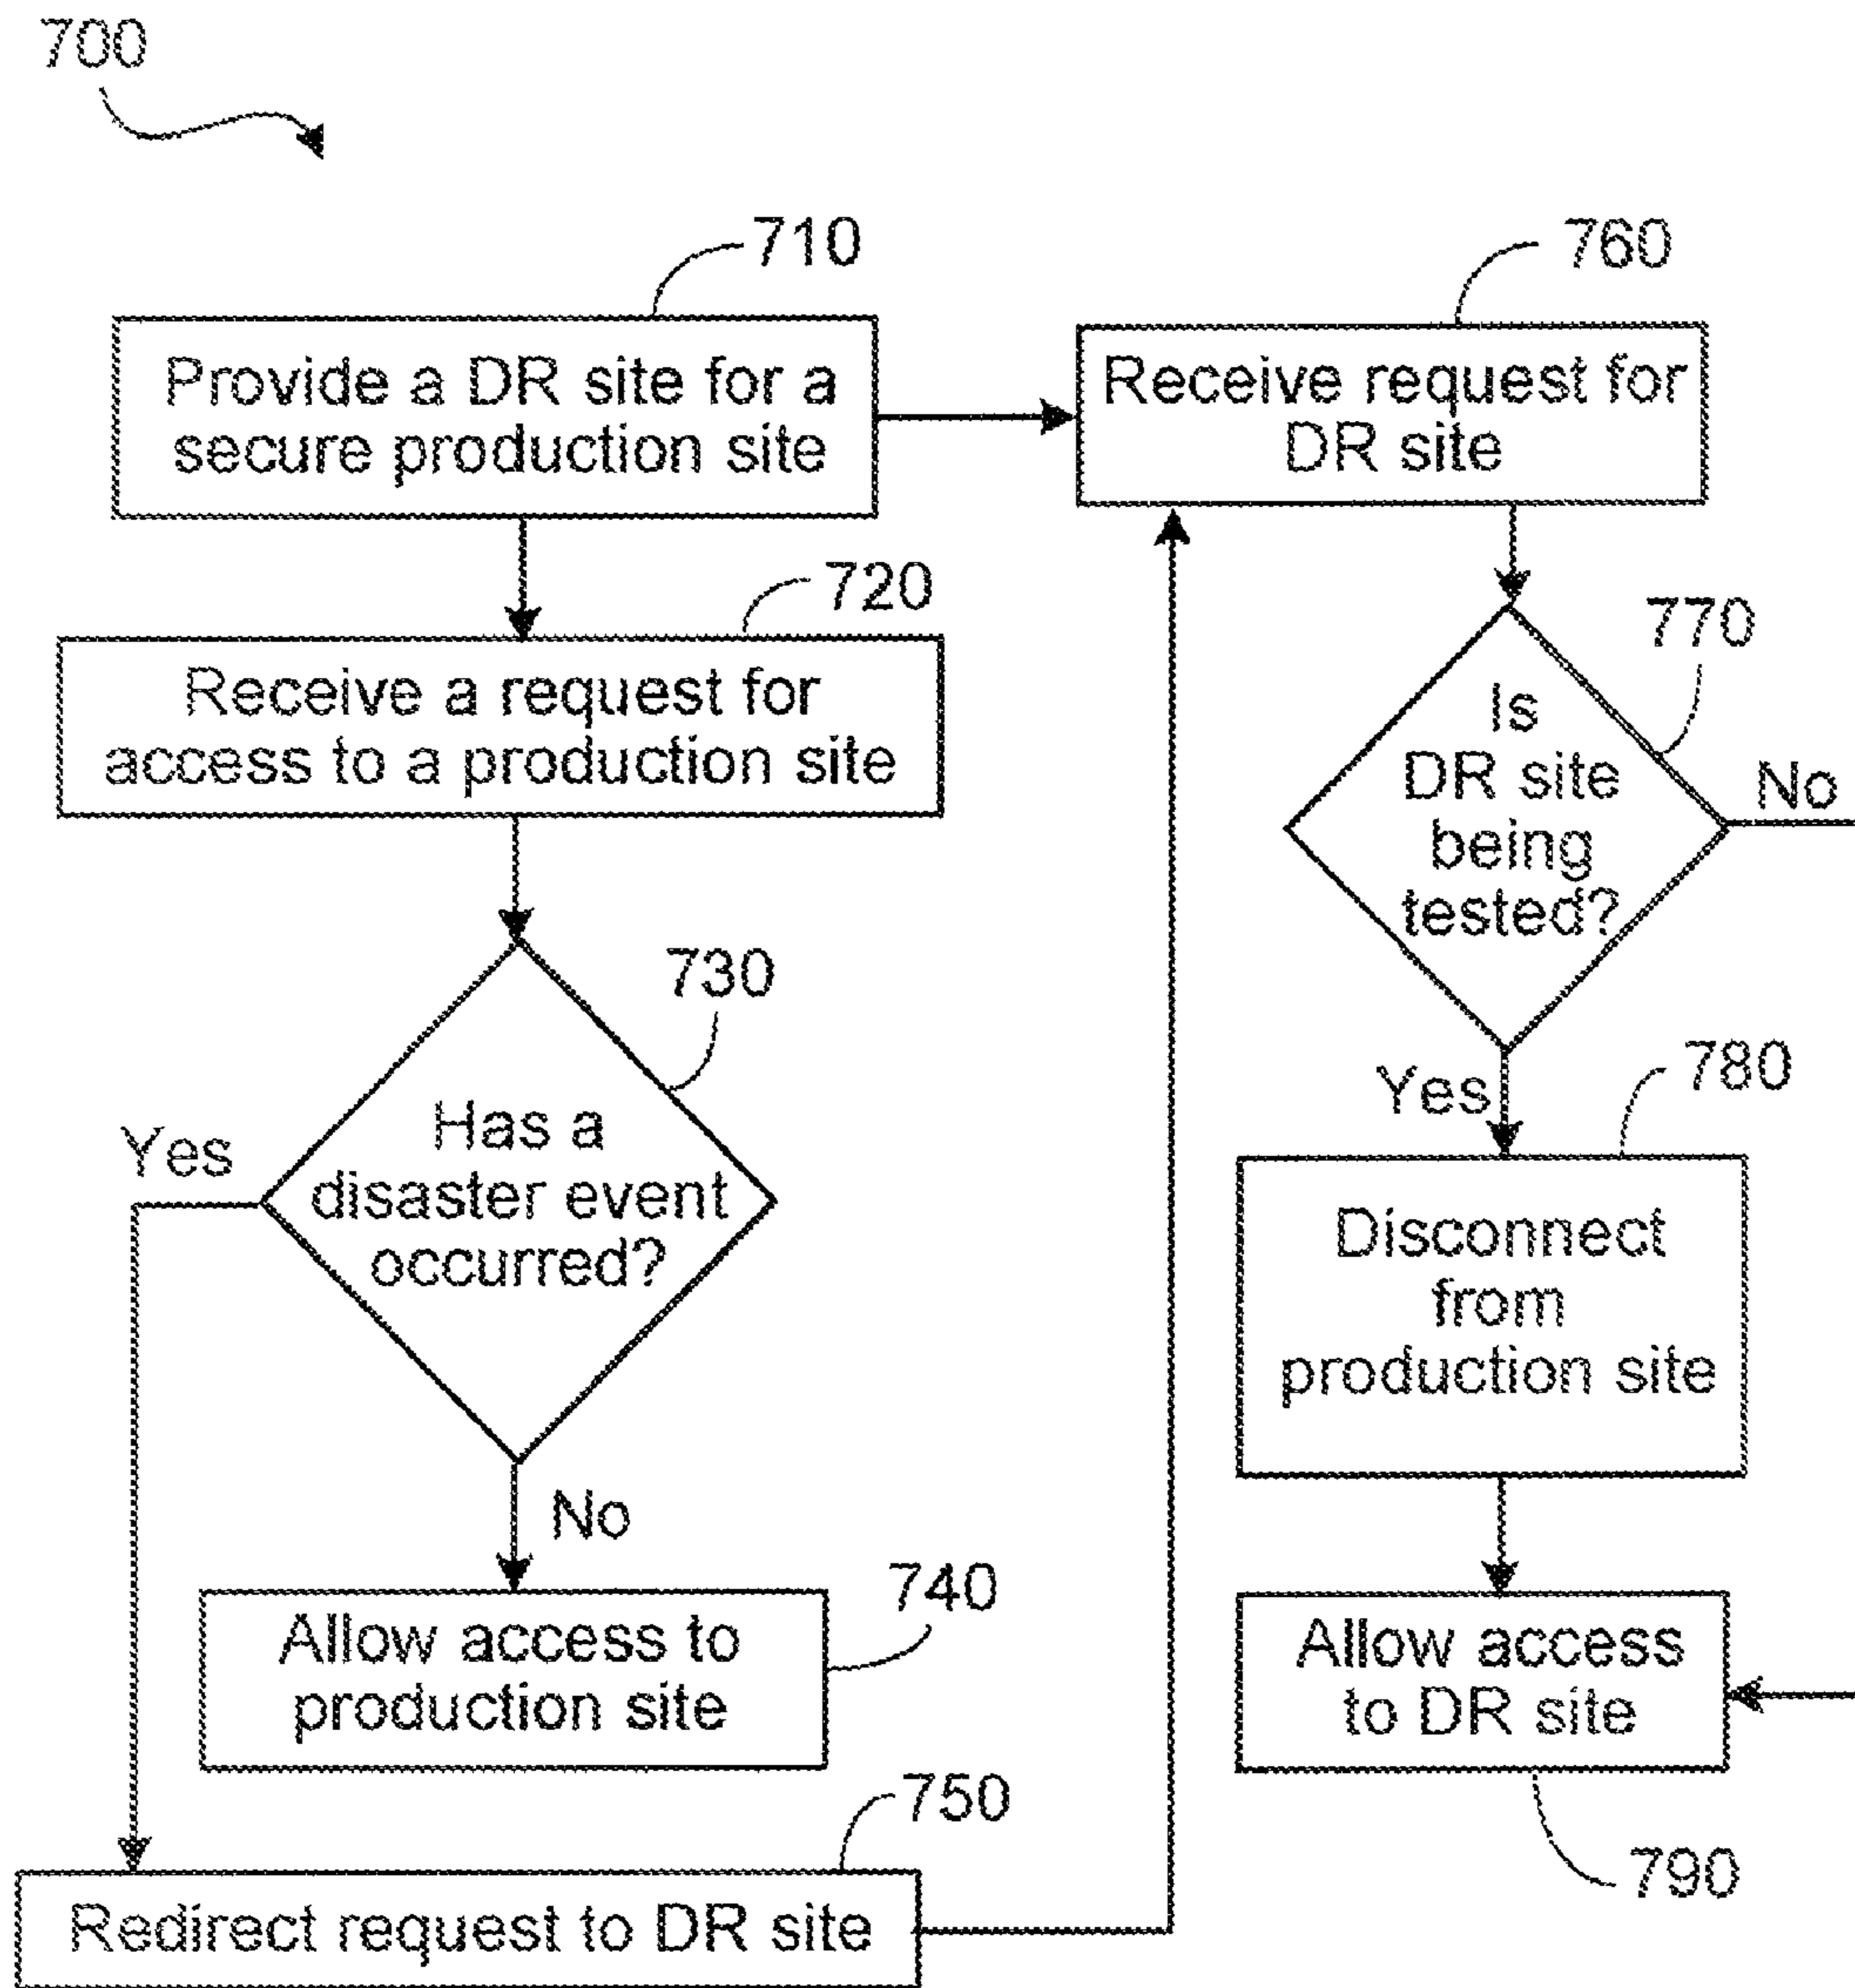 700
710
Provide a DR site for a
secure production site
720
Receive a request for
access to a production site
730
Has a
disaster event
occurred?
Yes
No
740
Allow access to
production site
750
Redirect request to DR site
760
Receive request for
DR site
770
Is
DR site
being
tested?
No
Yes
780
Disconnect
from
production site
Allow access
to DR site
790